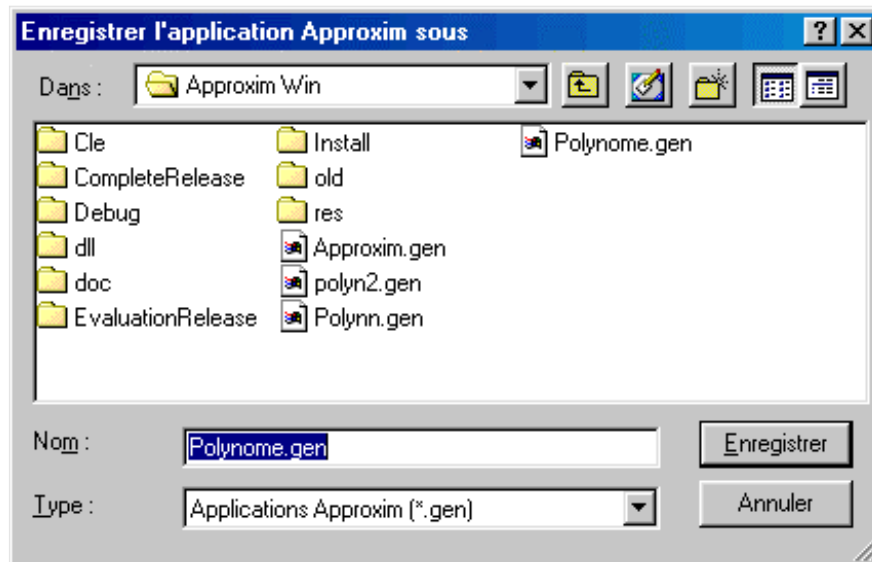 Enregistrer l'application Approxim sous
Dans : Approxim Win
Cle
CompleteRelease
Debug
dll
doc
EvaluationRelease
Install
old
res
Approxim.gen
polyn2.gen
Polynn.gen
Polynome.gen
Nom : Polynome.gen
Enregistrer
Type : Applications Approxim (*.gen)
Annuler